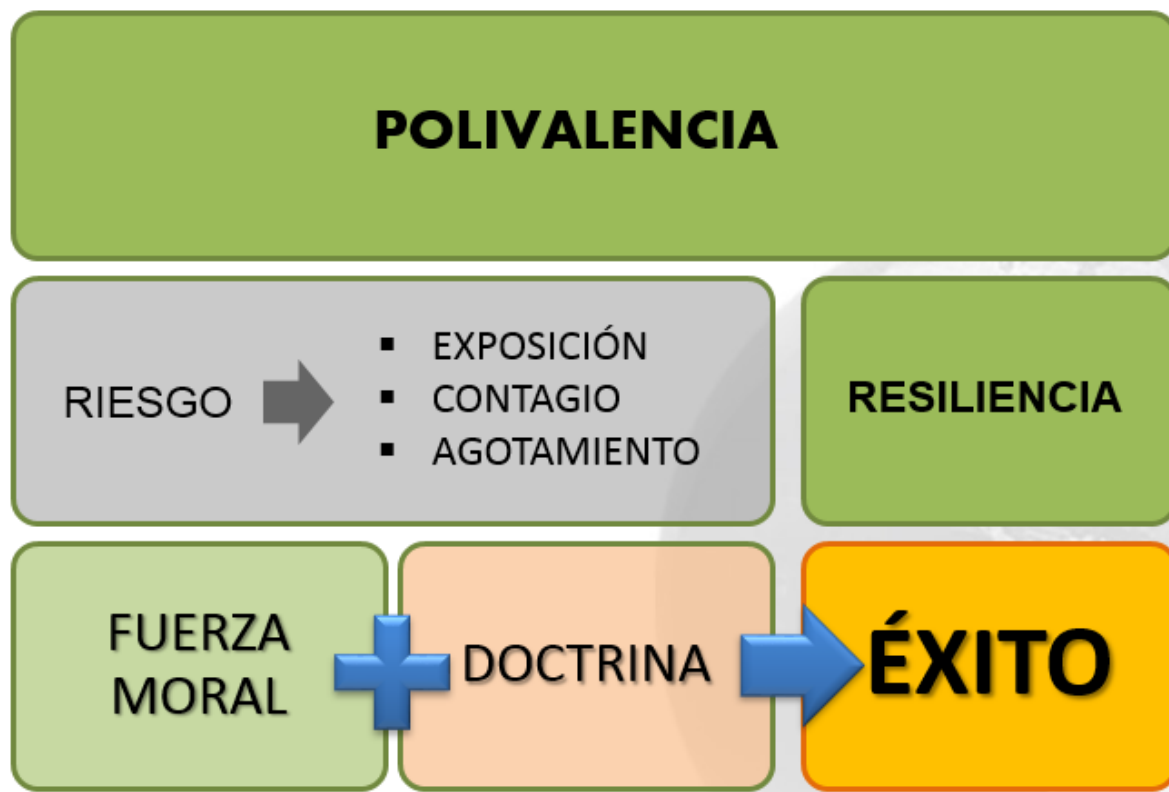 POLIVALENCIA
RIESGO
▪ EXPOSICIÓN
▪ CONTAGIO
▪ AGOTAMIENTO
RESILIENCIA
FUERZA
MORAL
DOCTRINA
ÉXITO